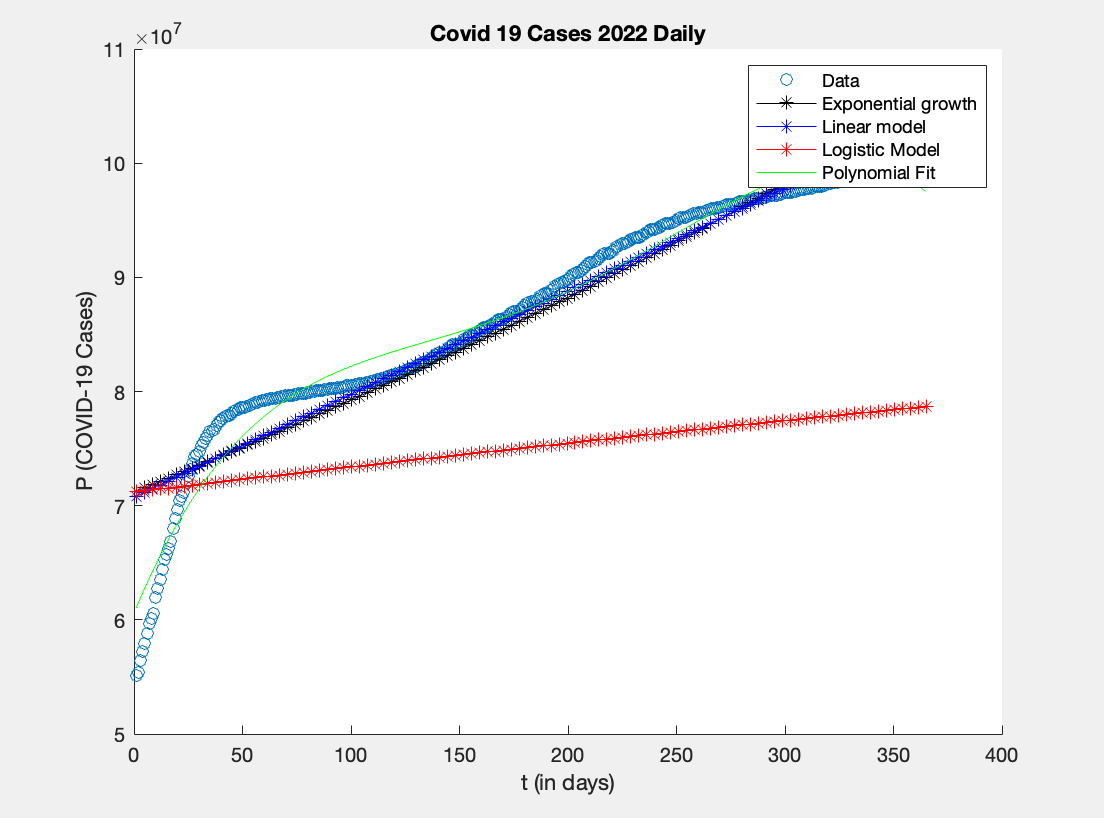 Covid 19 Cases 2022 Daily
×10^7
11
10
9
8
7
6
5
P (COVID-19 Cases)
0 50 100 150 200 250 300 350 400
t (in days)
Data
Exponential growth
Linear model
Logistic Model
Polynomial Fit